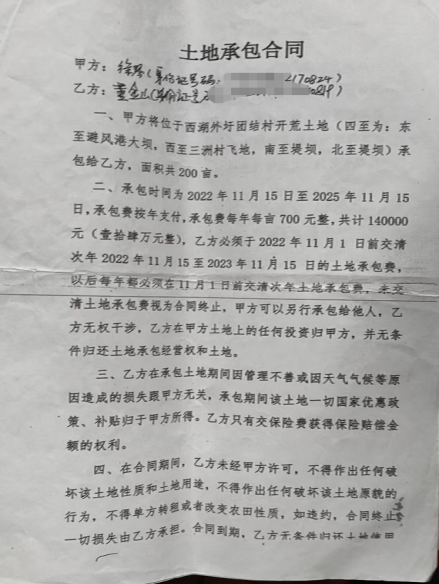 土地承包合同
甲方：徐(身份证号码：2170824)
乙方：黄金山(身份证号
一、甲方将位于西湖外圩团结村开荒土地（四至为：东
至避风港大坝，西至三洲村飞地，南至堤坝，北至堤坝）承
包给乙方，面积共200亩。
二、承包时间为2022年11月15日至2025年11月15
日，承包费按年支付，承包费每年每亩700元整，共计140000
元（壹拾肆万元整），乙方必须于2022年11月1日前交清
次年2022年11月15至2023年11月15日的土地承包费，
以后每年都必须在11月1日前交清次年土地承包费，未交
清土地承包费视为合同终止，甲方可以另行承包给他人，乙
方无权干涉，乙方在甲方土地上的任何投资归甲方，并无条
件归还土地承包经营权和土地。
三、乙方在承包土地期间因管理不善或因天气气候等原
因造成的损失跟甲方无关，承包期间该土地一切国家优惠政
策、补贴归于甲方所得。乙方只有交保险费获得保险赔偿金
额的权利。
四、在合同期间，乙方未经甲方许可，不得作出任何破
坏该土地性质和土地用途，不得作出任何破坏该土地原貌的
行为，不得单方转租或者改变农田性质，如违约，合同终止
一切损失由乙方承担。合同到期，乙方无条件归还土地使用